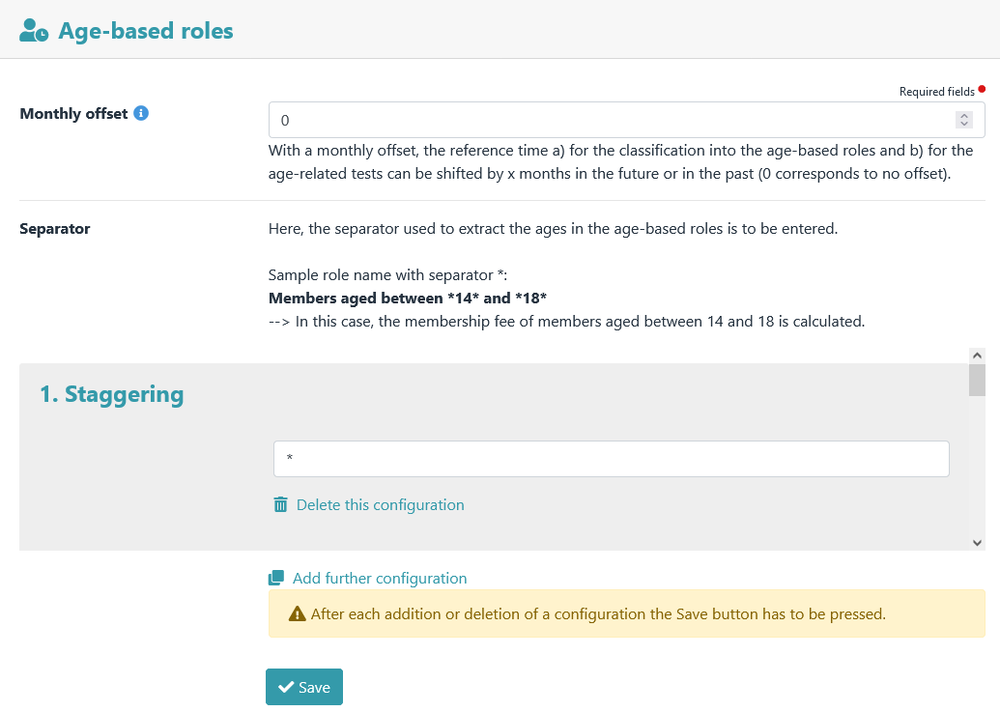 Age-based roles
Required fields
Monthly offset
0
With a monthly offset, the reference time a) for the classification into the age-based roles and b) for the
age-related tests can be shifted by x months in the future or in the past (0 corresponds to no offset).
Separator
Here, the separator used to extract the ages in the age-based roles is to be entered.
Sample role name with separator *:
Members aged between *14* and *18*
--> In this case, the membership fee of members aged between 14 and 18 is calculated.
1. Staggering
*
Delete this configuration
Add further configuration
After each addition or deletion of a configuration the Save button has to be pressed.
Save